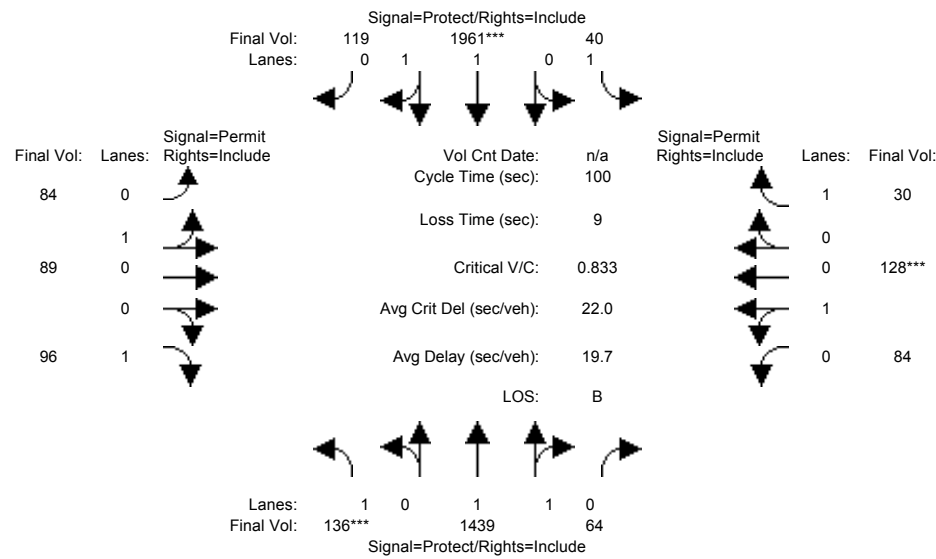 Signal=Protect/Rights=Include
Final Vol: 119 1961*** 40
Lanes: 0 1 1 0 1
Signal=Permit Signal=Permit
Final Vol: Lanes: Rights=Include Vol Cnt Date: n/a Rights=Include Lanes: Final Vol:
Cycle Time (sec): 100
84 0 1 30
Loss Time (sec): 9
1 0
89 0 Critical V/C: 0.833 0 128***
0 Avg Crit Del (sec/veh): 22.0 1
96 1 Avg Delay (sec/veh): 19.7 0 84
LOS: B
Lanes: 1 0 1 1 0
Final Vol: 136*** 1439 64
Signal=Protect/Rights=Include